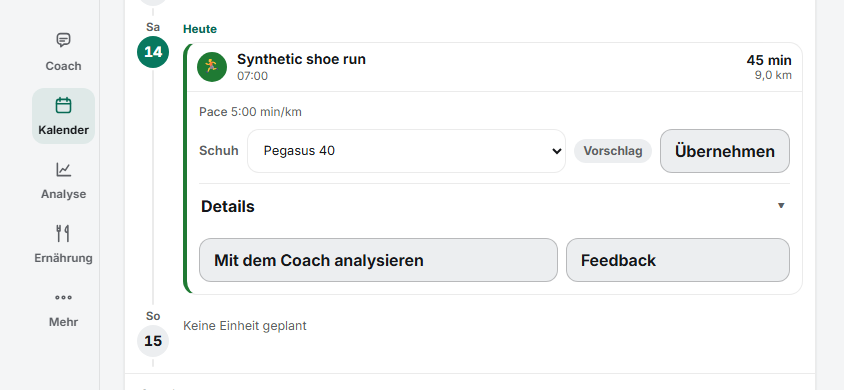 Coach
Kalender
Analyse
Ernährung
Mehr
Sa
14
Heute
Synthetic shoe run
07:00
45 min
9,0 km
Pace 5:00 min/km
Schuh
Pegasus 40
Vorschlag
Übernehmen
Details
Mit dem Coach analysieren
Feedback
So
15
Keine Einheit geplant